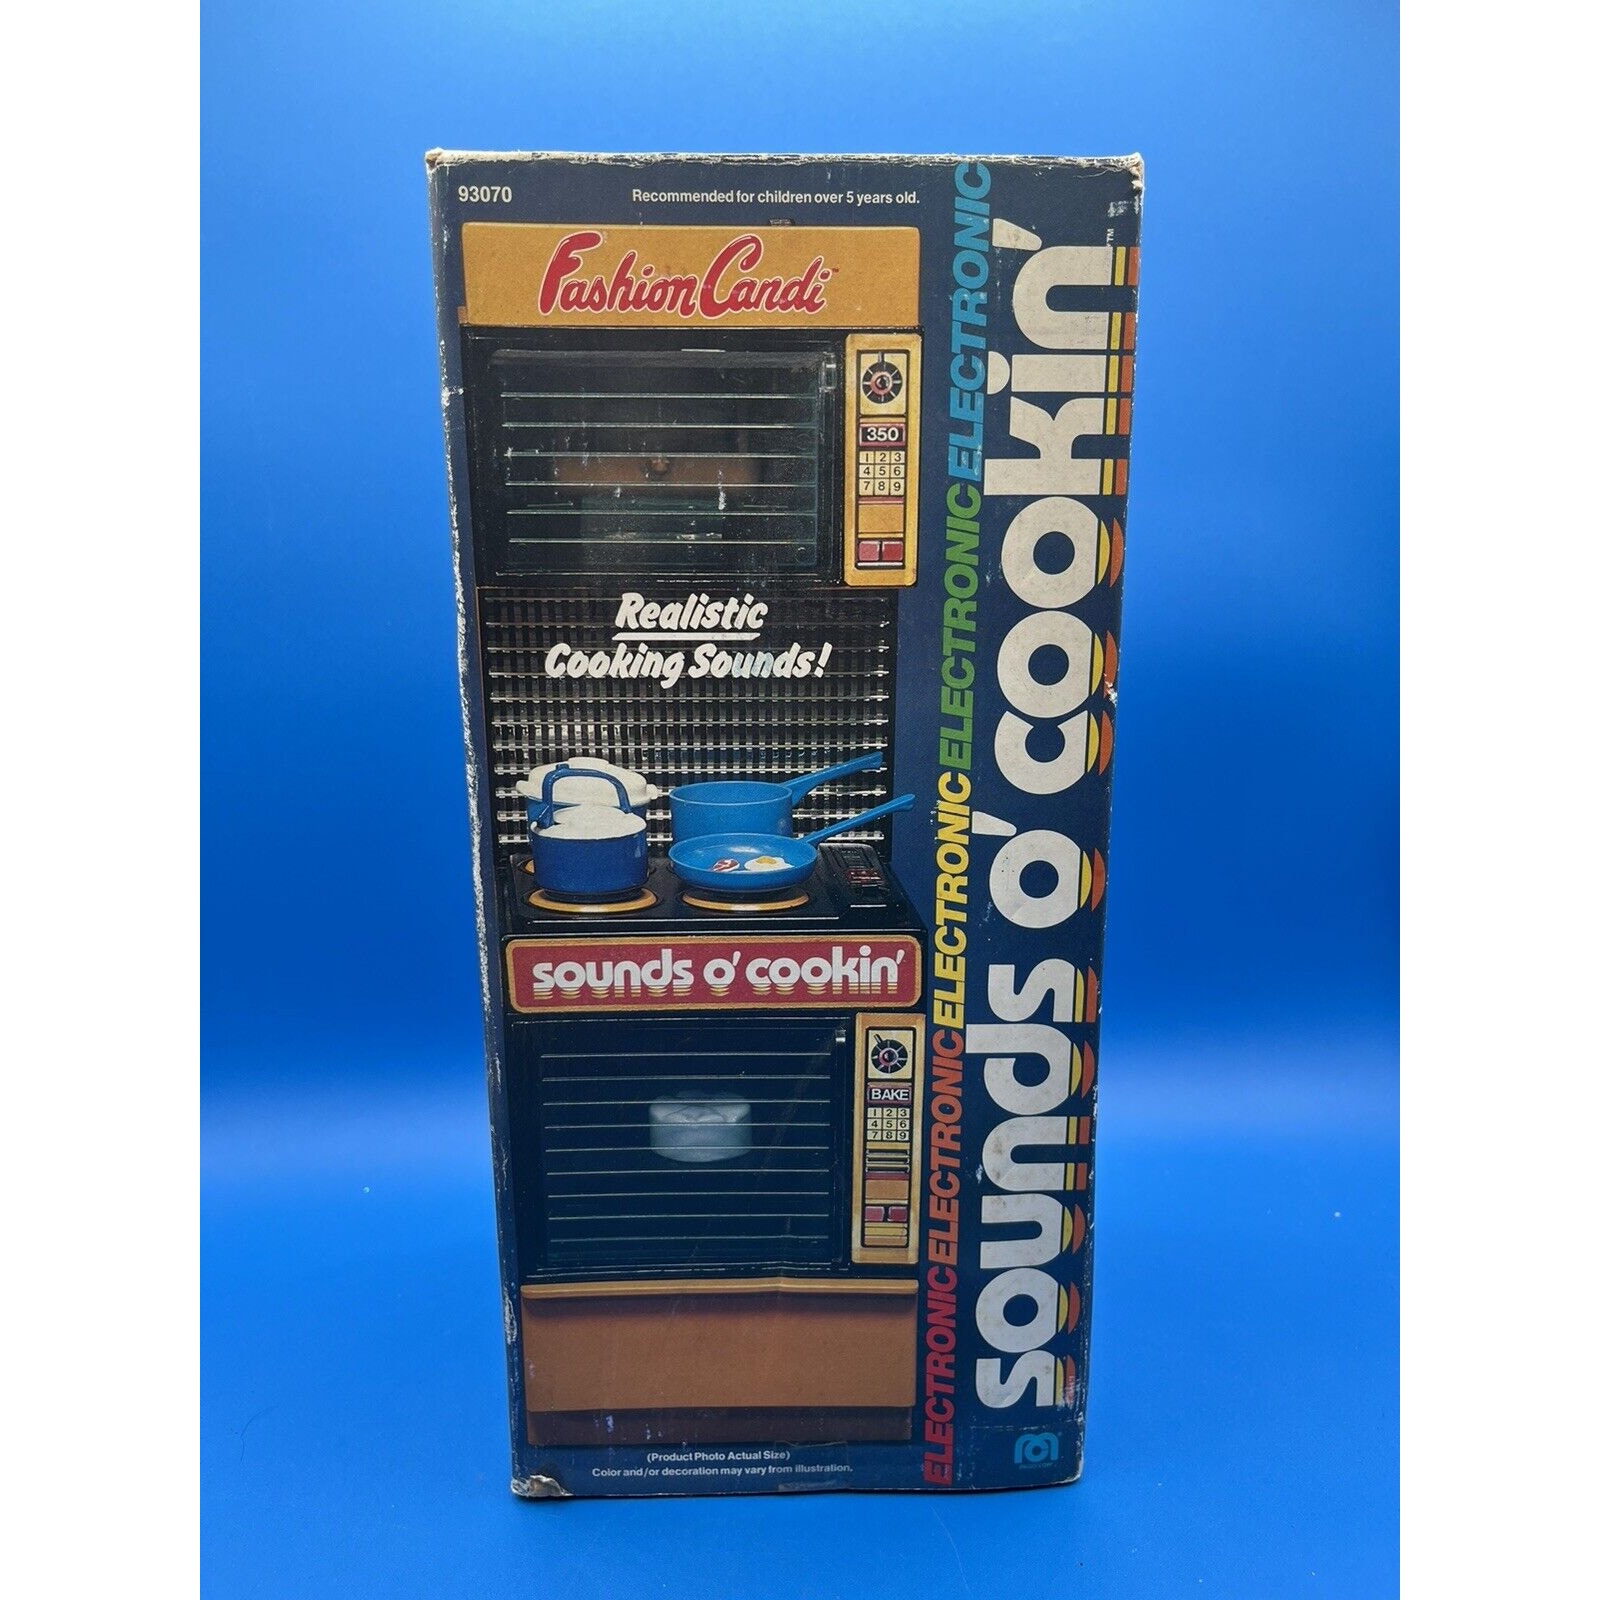 93070
Recommended for children over 5 years old.
Fashion Candi™
350
1 2 3
4 5 6
7 8 9
Realistic
Cooking Sounds!
sounds o' cookin'
BAKE
1 2 3
4 5 6
7 8 9
(Product Photo Actual Size)
Color and/or decoration may vary from illustration.
ELECTRONIC ELECTRONIC ELECTRONIC ELECTRONIC ELECTRONIC
sounds o' cookin'™